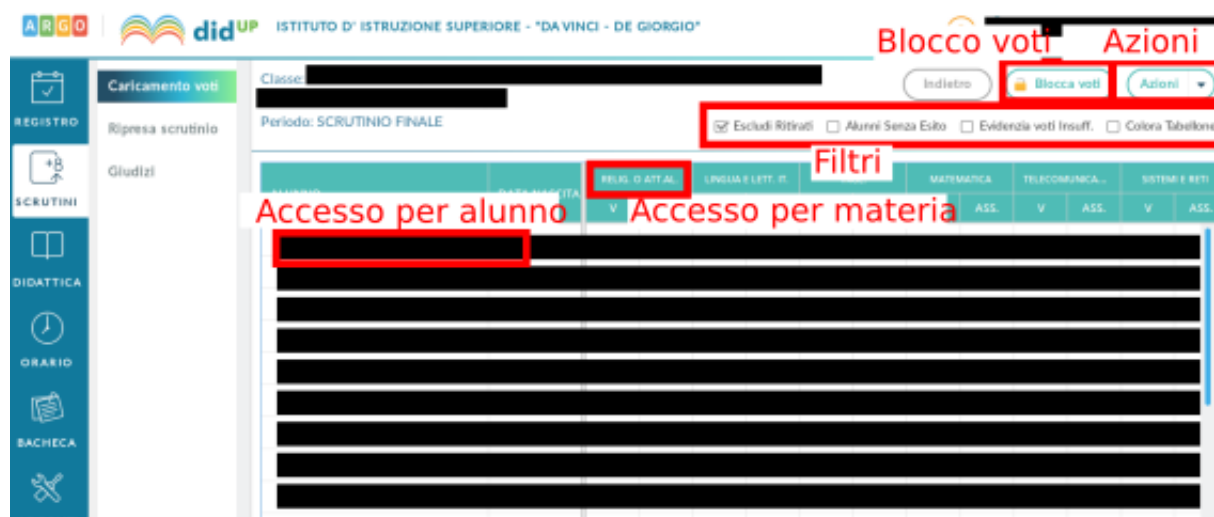 ARGO
didUP
ISTITUTO D' ISTRUZIONE SUPERIORE - "DA VINCI - DE GIORGIO"
Blocco voti
Azioni
REGISTRO
SCRUTINI
DIDATTICA
ORARIO
BACHECA
Caricamento voti
Ripresa scrutinio
Giudizi
Classe:
Periodo: SCRUTINIO FINALE
Indietro
Blocca voti
Azioni
Escludi Ritirati
Alunni Senza Esito
Evidenzia voti Insuff.
Colora Tabellone
Filtri
RELIG. O ATT AL.
LINGUA E LETT. IT.
MATEMATICA
TELECOMUNICA...
SISTEMI E RETI
Accesso per alunno
Accesso per materia
V
ASS.
V
ASS.
V
ASS.